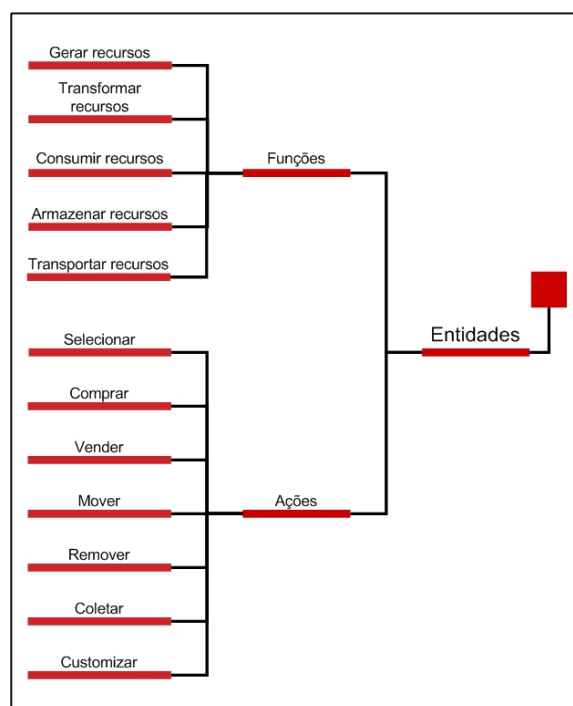 Gerar recursos
Transformar
recursos
Consumir recursos
Funções
Armazenar recursos
Transportar recursos
Entidades
Selecionar
Comprar
Vender
Mover
Ações
Remover
Coletar
Customizar